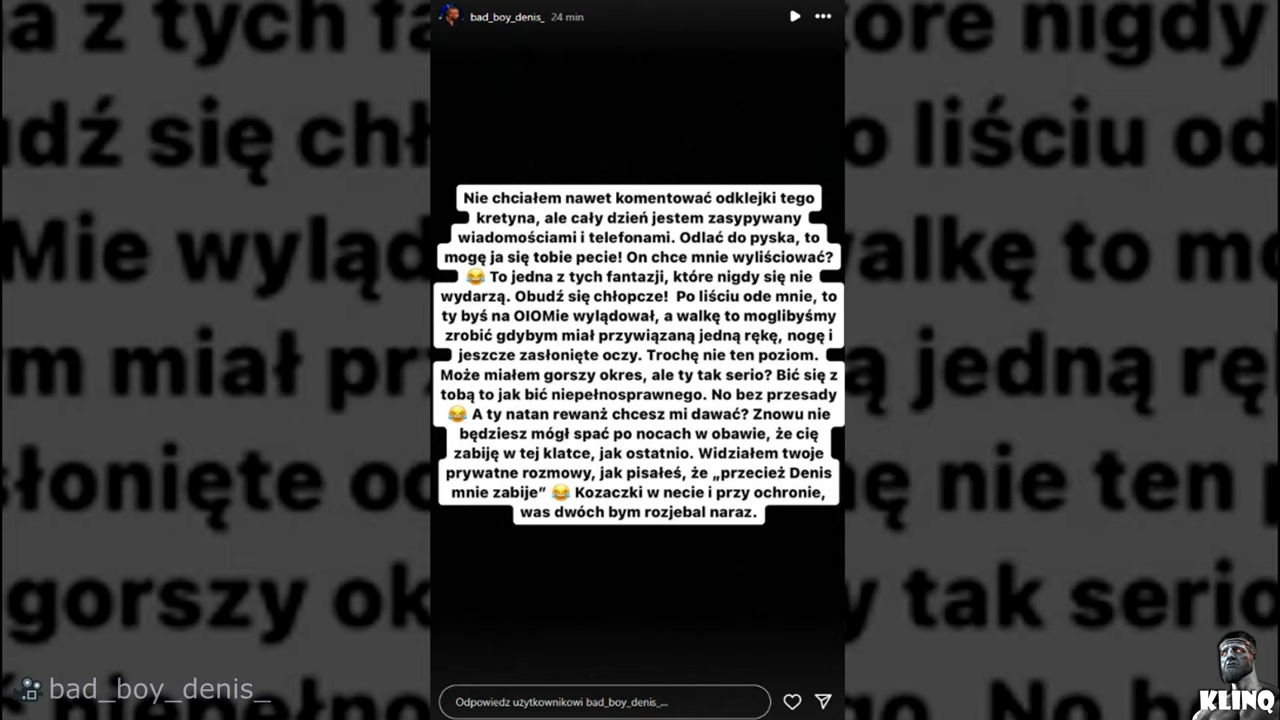 bad_boy_denis_ 24 min
Nie chciałem nawet komentować odklejki tego
kretyna, ale cały dzień jestem zasypywany
wiadomościami i telefonami. Odlać do pyska, to
mogę ja się tobie pecie! On chce mnie wyliściować?
😂 To jedna z tych fantazji, które nigdy się nie
wydarzą. Obudź się chłopcze! Po liściu ode mnie, to
ty byś na OIOMie wylądował, a walkę to moglibyśmy
zrobić gdybym miał przywiązaną jedną rękę, nogę i
jeszcze zasłonięte oczy. Trochę nie ten poziom.
Może miałem gorszy okres, ale ty tak serio? Bić się z
tobą to jak bić niepełnosprawnego. No bez przesady
😂 A ty natan rewanż chcesz mi dawać? Znowu nie
będziesz mógł spać po nocach w obawie, że cię
zabiję w tej klatce, jak ostatnio. Widziałem twoje
prywatne rozmowy, jak pisałeś, że „przecież Denis
mnie zabije” 😂 Kozaczki w necie i przy ochronie,
was dwóch bym rozjebal naraz.
Odpowiedz użytkownikowi bad_boy_denis_...
bad_boy_denis_
KLINQ